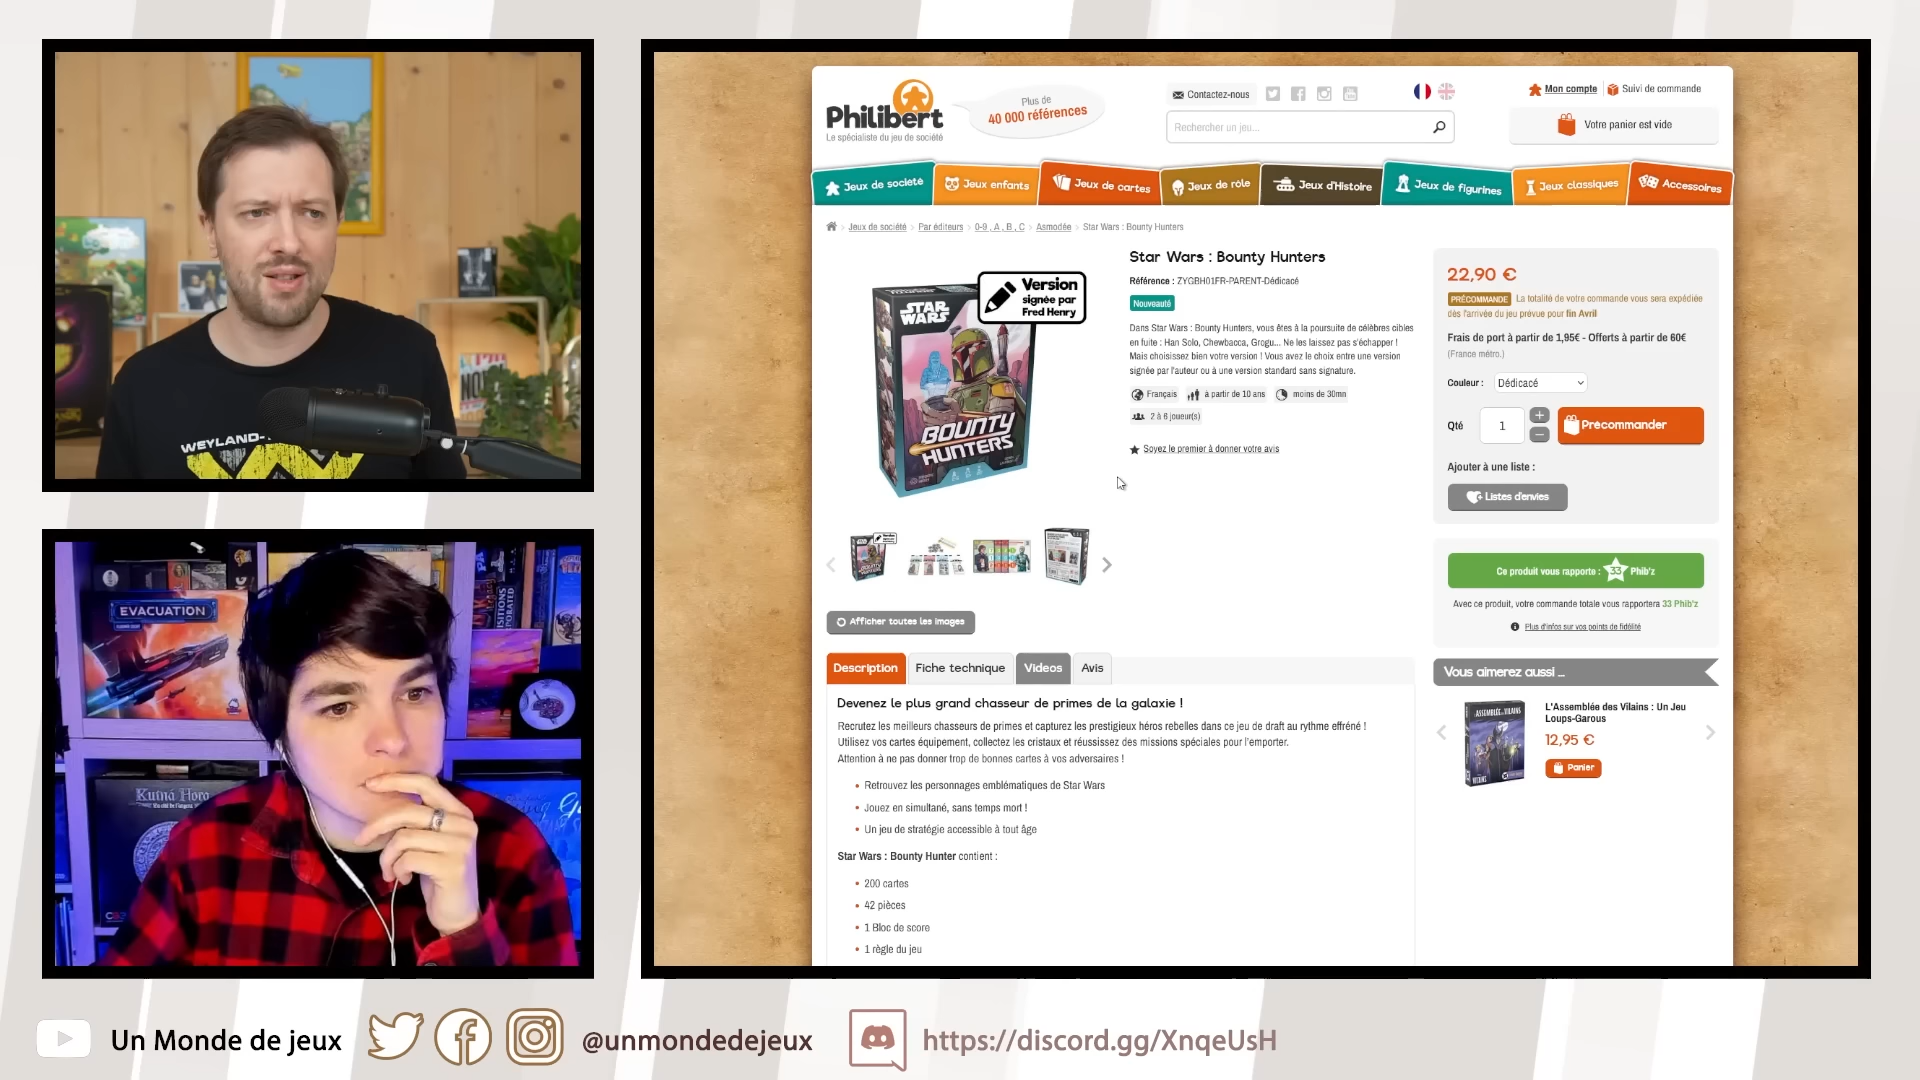 WEYLAND-
EVACUATION
Kutná Hora
Philibert
Le spécialiste du jeu de société
Plus de
40 000 références
Contactez-nous
Rechercher un jeu...
Mon compte
Suivi de commande
Votre panier est vide
Jeux de société
Jeux enfants
Jeux de cartes
Jeux de rôle
Jeux d'Histoire
Jeux de figurines
Jeux classiques
Accessoires
Jeux de société > Par éditeurs > 0-9 , A , B , C > Asmodée > Star Wars : Bounty Hunters
STAR
WARS
BOUNTY
HUNTERS
Version
signée par
Fred Henry
Star Wars : Bounty Hunters
Référence : ZYGBH01FR-PARENT-Dédicacé
Nouveauté
Dans Star Wars : Bounty Hunters, vous êtes à la poursuite de célèbres cibles
en fuite : Han Solo, Chewbacca, Grogu... Ne les laissez pas s'échapper !
Mais choisissez bien votre version ! Vous avez le choix entre une version
signée par l'auteur ou à une version standard sans signature.
Français
à partir de 10 ans
moins de 30mn
2 à 6 joueur(s)
Soyez le premier à donner votre avis
22,90 €
PRÉCOMMANDE La totalité de votre commande vous sera expédiée
dès l'arrivée du jeu prévue pour fin Avril
Frais de port à partir de 1,95€ - Offerts à partir de 60€
(France métro.)
Couleur :
Dédicacé
Qté
1
Précommander
Ajouter à une liste :
Listes d'envies
Ce produit vous rapporte : 33 Phib'z
Avec ce produit, votre commande totale vous rapportera 33 Phib'z
Plus d'infos sur vos points de fidélité
Vous aimerez aussi ...
L'Assemblée des Vilains : Un Jeu
Loups-Garous
12,95 €
Panier
Afficher toutes les images
Description
Fiche technique
Videos
Avis
Devenez le plus grand chasseur de primes de la galaxie !
Recrutez les meilleurs chasseurs de primes et capturez les prestigieux héros rebelles dans ce jeu de draft au rythme effréné !
Utilisez vos cartes équipement, collectez les cristaux et réussissez des missions spéciales pour l'emporter.
Attention à ne pas donner trop de bonnes cartes à vos adversaires !
• Retrouvez les personnages emblématiques de Star Wars
• Jouez en simultané, sans temps mort !
• Un jeu de stratégie accessible à tout âge
Star Wars : Bounty Hunter contient :
• 200 cartes
• 42 pièces
• 1 Bloc de score
• 1 règle du jeu
Un Monde de jeux
@unmondedejeux
https://discord.gg/XnqeUsH